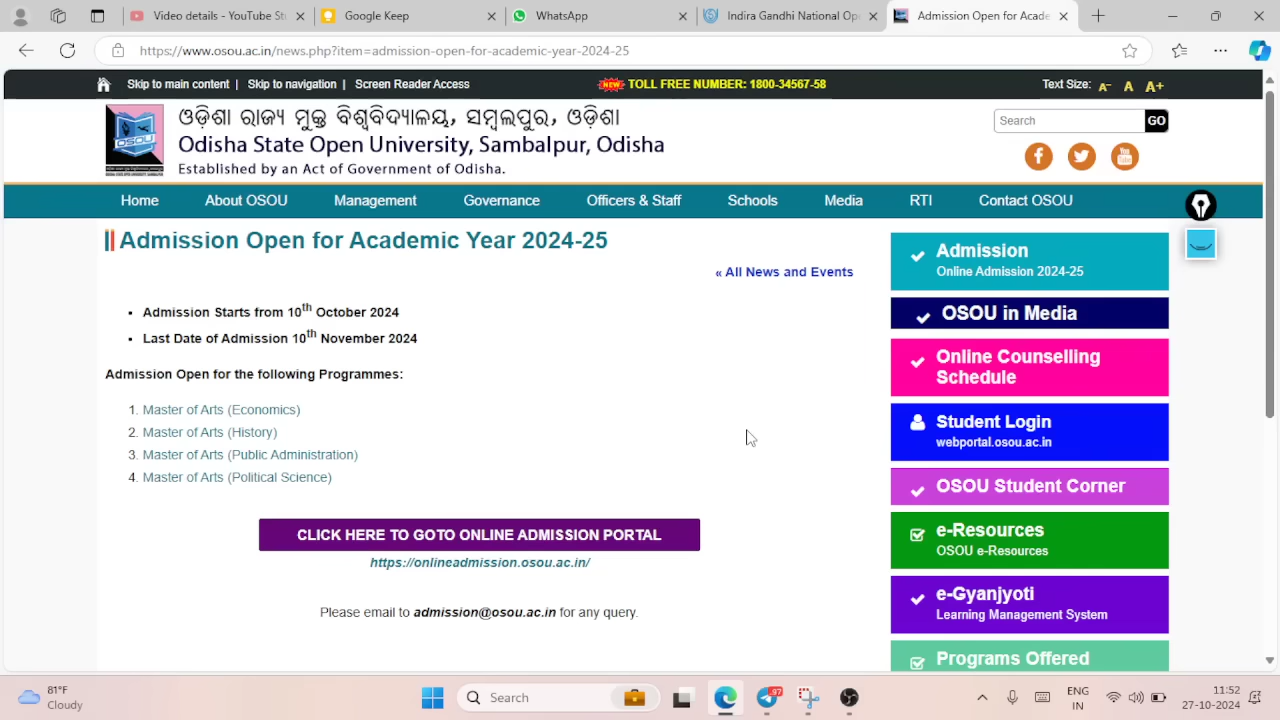 Video details - YouTube St
Google Keep
WhatsApp
Indira Gandhi National Op
Admission Open for Acade
https://www.osou.ac.in/news.php?item=admission-open-for-academic-year-2024-25
Skip to main content | Skip to navigation | Screen Reader Access
NEW TOLL FREE NUMBER: 1800-34567-58
Text Size: A- A A+
ଓଡ଼ିଶା ରାଜ୍ୟ ମୁକ୍ତ ବିଶ୍ୱବିଦ୍ୟାଳୟ, ସମ୍ବଲପୁର, ଓଡ଼ିଶା
OSOU
Odisha State Open University, Sambalpur, Odisha
Established by an Act of Government of Odisha.
Search GO
You Tube
Home About OSOU Management Governance Officers & Staff Schools Media RTI Contact OSOU
Admission Open for Academic Year 2024-25
« All News and Events
Admission Starts from 10th October 2024
Last Date of Admission 10th November 2024
Admission Open for the following Programmes:
1. Master of Arts (Economics)
2. Master of Arts (History)
3. Master of Arts (Public Administration)
4. Master of Arts (Political Science)
CLICK HERE TO GOTO ONLINE ADMISSION PORTAL
https://onlineadmission.osou.ac.in/
Please email to admission@osou.ac.in for any query.
Admission
Online Admission 2024-25
OSOU in Media
Online Counselling
Schedule
Student Login
webportal.osou.ac.in
OSOU Student Corner
e-Resources
OSOU e-Resources
e-Gyanjyoti
Learning Management System
Programs Offered
81°F
Cloudy
Search
97
ENG
IN
11:52
27-10-2024